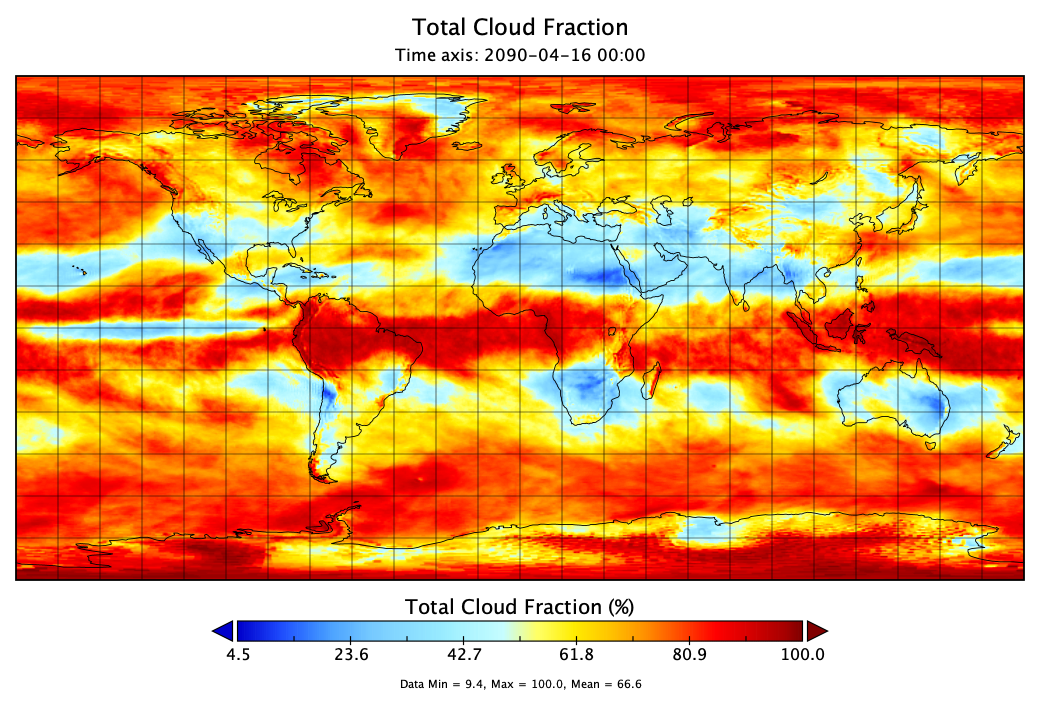 Total Cloud Fraction
Time axis: 2090-04-16 00:00
Total Cloud Fraction (%)
4.5 23.6 42.7 61.8 80.9 100.0
Data Min = 9.4, Max = 100.0, Mean = 66.6